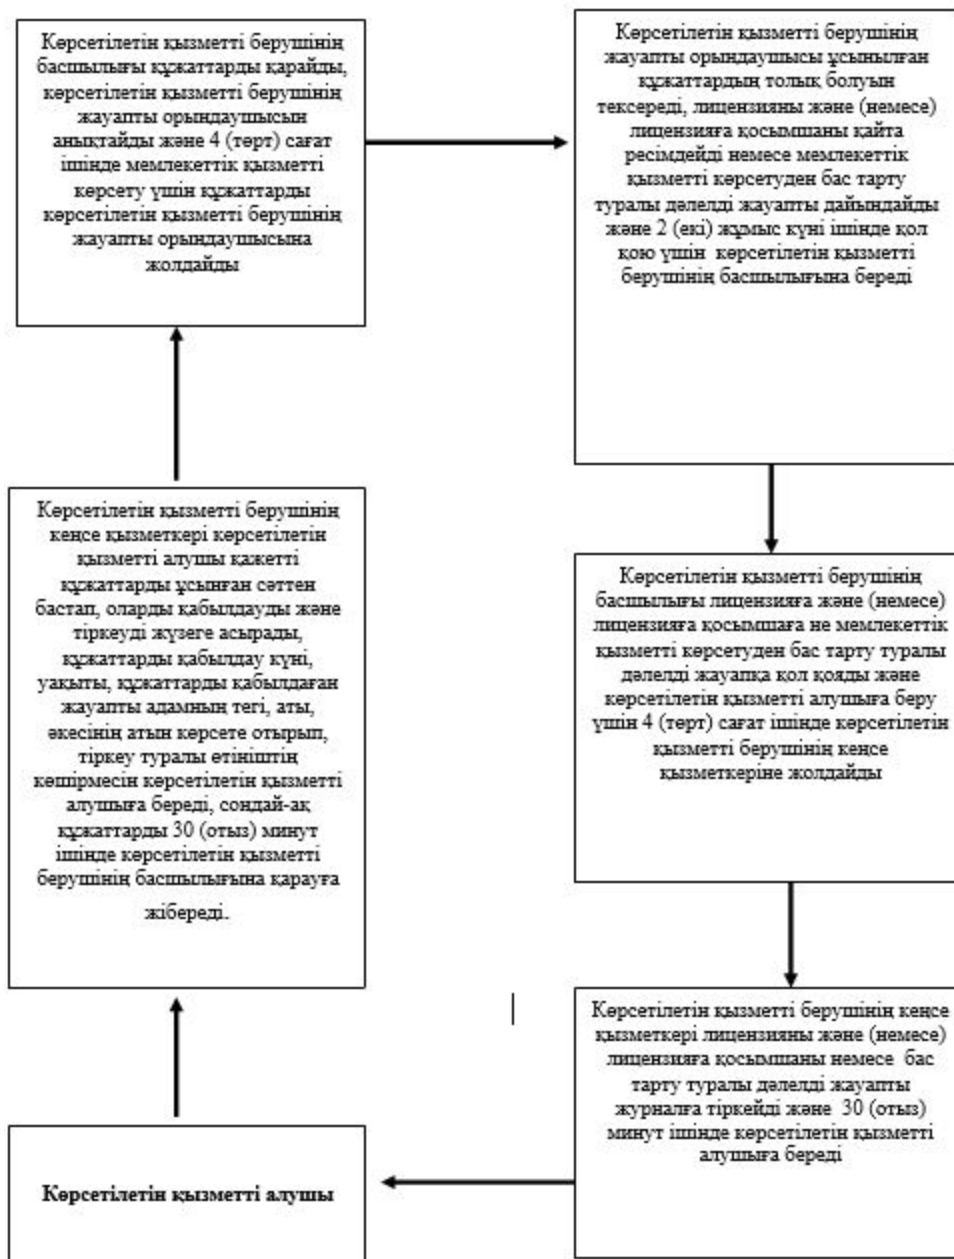 Көрсетілетін қызметті берушінің
басшылығы құжаттарды қарайды,
көрсетілетін қызметті берушінің
жауапты орындаушысын
анықтайды және 4 (төрт) сағат
ішінде мемлекеттік қызметті
көрсету үшін құжаттарды
көрсетілетін қызметті берушінің
жауапты орындаушысына
жолдайды
Көрсетілетін қызметті берушінің
жауапты орындаушысы ұсынылған
құжаттардың толық болуын
тексереді, лицензияны және (немесе)
лицензияға қосымшаны қайта
ресімдейді немесе мемлекеттік
қызметті көрсетуден бас тарту
туралы дәлелді жауапты дайындайды
және 2 (екі) жұмыс күні ішінде қол
қою үшін көрсетілетін қызметті
берушінің басшылығына береді
Көрсетілетін қызметті берушінің
кеңсе қызметкері көрсетілетін
қызметті алушы қажетті
құжаттарды ұсынған сәттен
бастап, оларды қабылдауды және
тіркеуді жүзеге асырады,
құжаттарды қабылдау күні,
уақыты, құжаттарды қабылдаған
жауапты адамның тегі, аты,
әкесінің атын көрсете отырып,
тіркеу туралы өтініштің
көшірмесін көрсетілетін қызметті
алушыға береді, сондай-ақ
құжаттарды 30 (отыз) минут
ішінде көрсетілетін қызметті
берушінің басшылығына қарауға
жібереді.
Көрсетілетін қызметті берушінің
басшылығы лицензияға және (немесе)
лицензияға қосымшаға не мемлекеттік
қызметті көрсетуден бас тарту туралы
дәлелді жауапқа қол қояды және
көрсетілетін қызметті алушыға беру
үшін 4 (төрт) сағат ішінде көрсетілетін
қызметті берушінің кеңсе
қызметкеріне жолдайды
Көрсетілетін қызметті берушінің кеңсе
қызметкері лицензияны және (немесе)
лицензияға қосымшаны немесе бас
тарту туралы дәлелді жауапты
журналға тіркейді және 30 (отыз)
минут ішінде көрсетілетін қызметті
алушыға береді
Көрсетілетін қызметті алушы